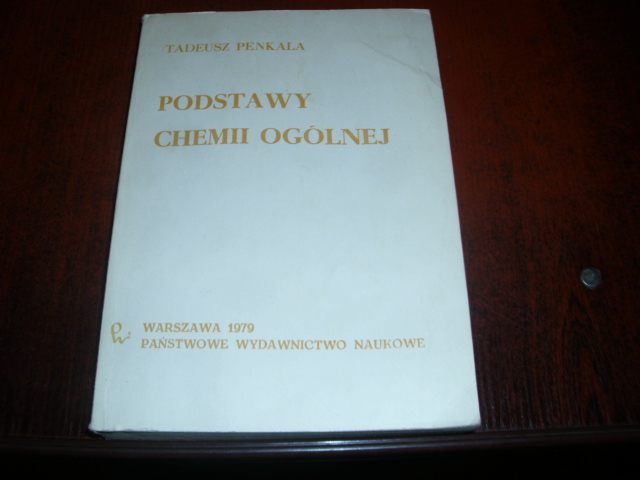 TADEUSZ PENKALA
PODSTAWY
CHEMII OGÓLNEJ
WARSZAWA 1979
PAŃSTWOWE WYDAWNICTWO NAUKOWE